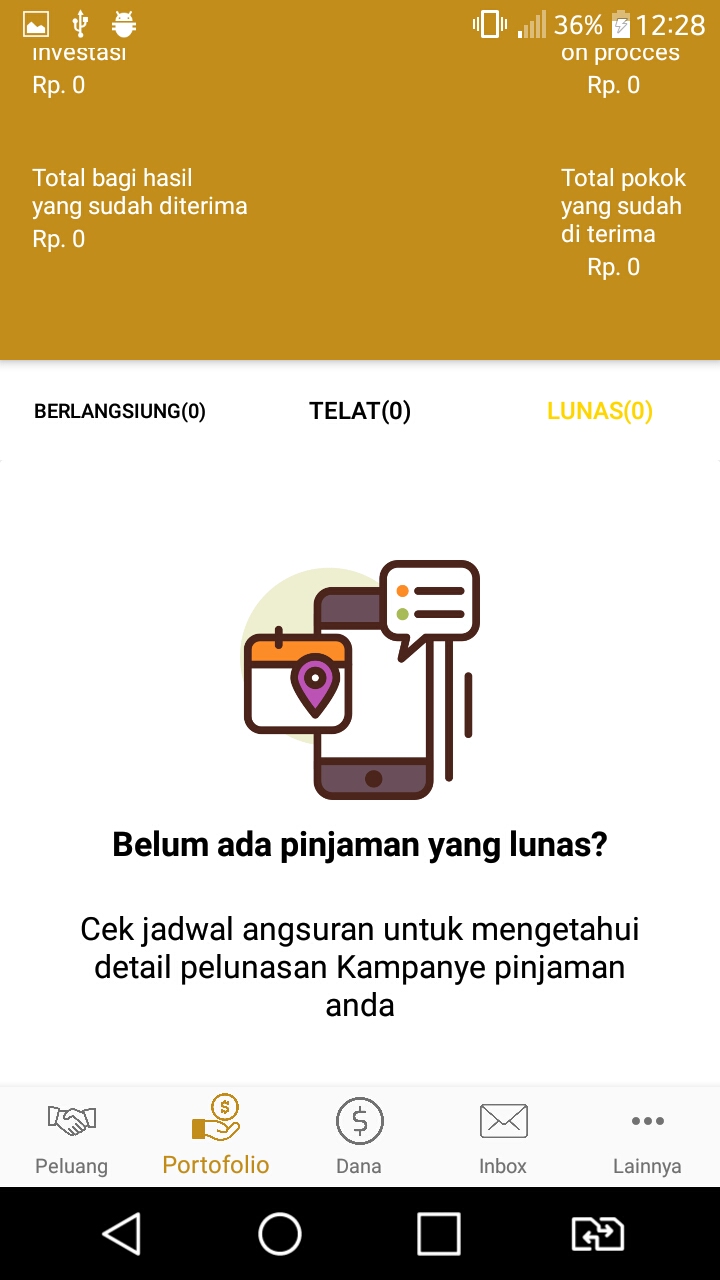 36% 12:28
investasi
Rp. 0
on procces
Rp. 0
Total bagi hasil
yang sudah diterima
Rp. 0
Total pokok
yang sudah
di terima
Rp. 0
BERLANGSIUNG(0)
TELAT(0)
LUNAS(0)
Belum ada pinjaman yang lunas?
Cek jadwal angsuran untuk mengetahui
detail pelunasan Kampanye pinjaman
anda
Peluang
Portofolio
Dana
Inbox
Lainnya